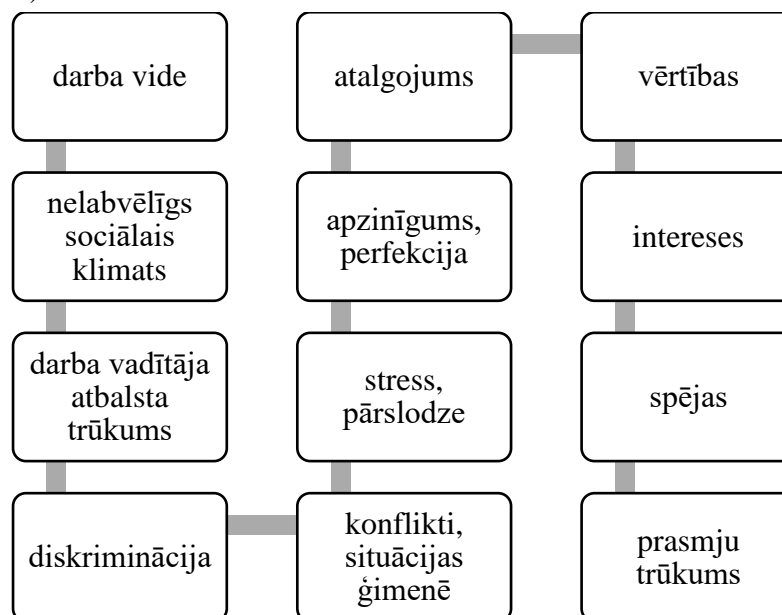 darba vide
nelabvēlīgs
sociālais
klimats
darba vadītāja
atbalsta
trūkums
diskriminācija
konflikti,
situācijas
ģimenē
stress,
pārslodze
apzinīgums,
perfekcija
atalgojums
vērtības
intereses
spējas
prasmju
trūkums